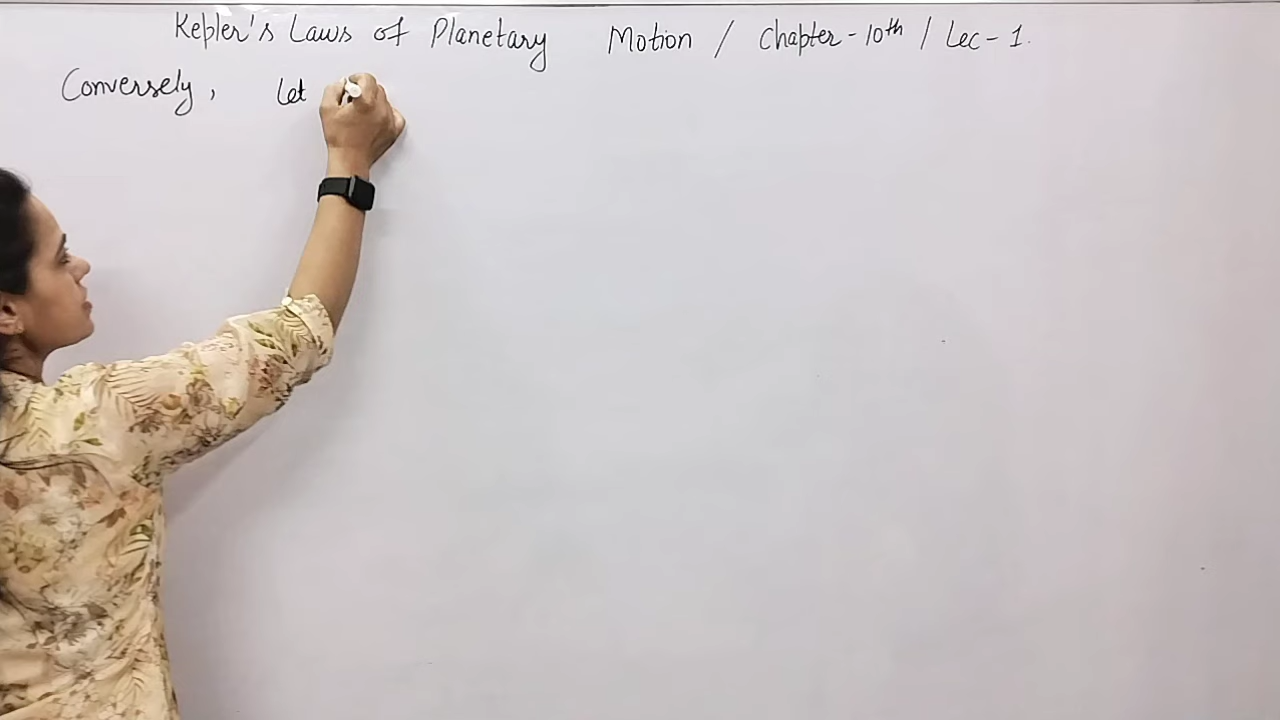 Kepler's Laws of Planetary Motion / Chapter - 10th / Lec - 1.
Conversely, Let